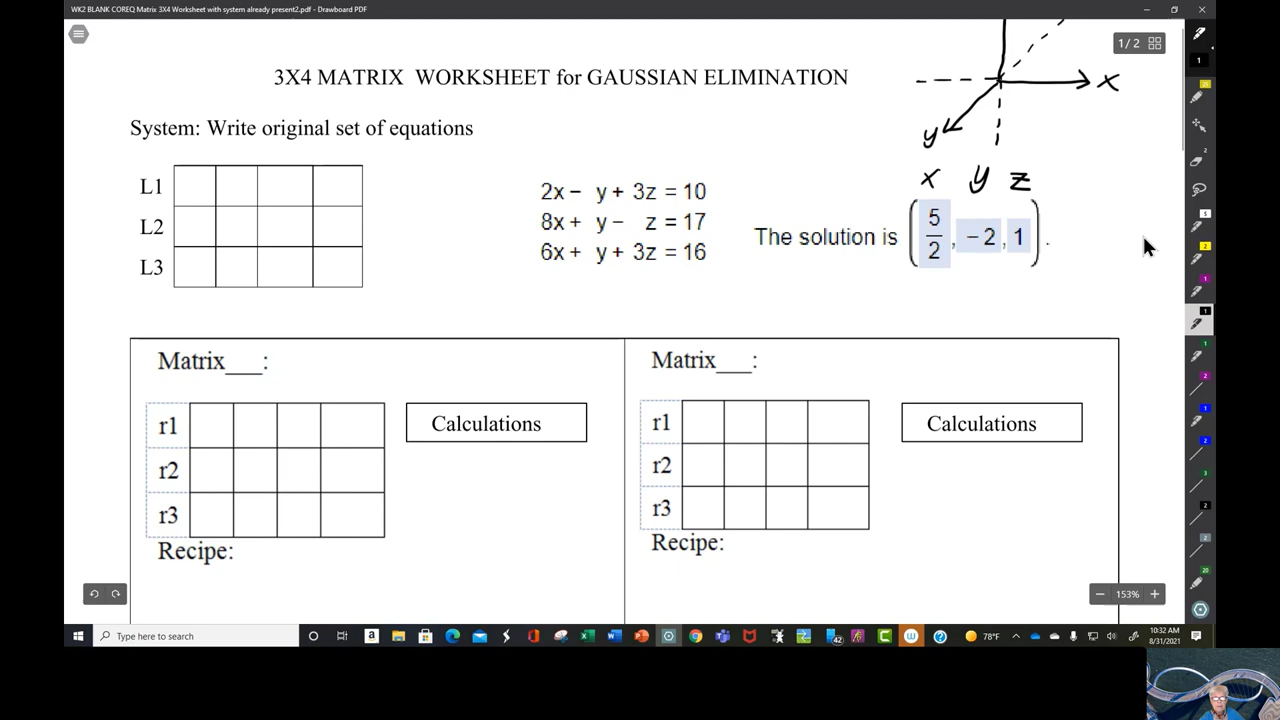 WK2 BLANK COREQ Matrix 3X4 Worksheet with system already present2.pdf - Drawboard PDF
1/2
3X4 MATRIX WORKSHEET for GAUSSIAN ELIMINATION
x
System: Write original set of equations
y
L1
L2
L3
2x − y + 3z = 10
8x + y − z = 17
6x + y + 3z = 16
x y z
The solution is (5/2, −2, 1).
Matrix___:
r1
r2
r3
Calculations
Recipe:
Matrix___:
r1
r2
r3
Calculations
Recipe:
153%
Type here to search
78°F
10:32 AM
8/31/2021